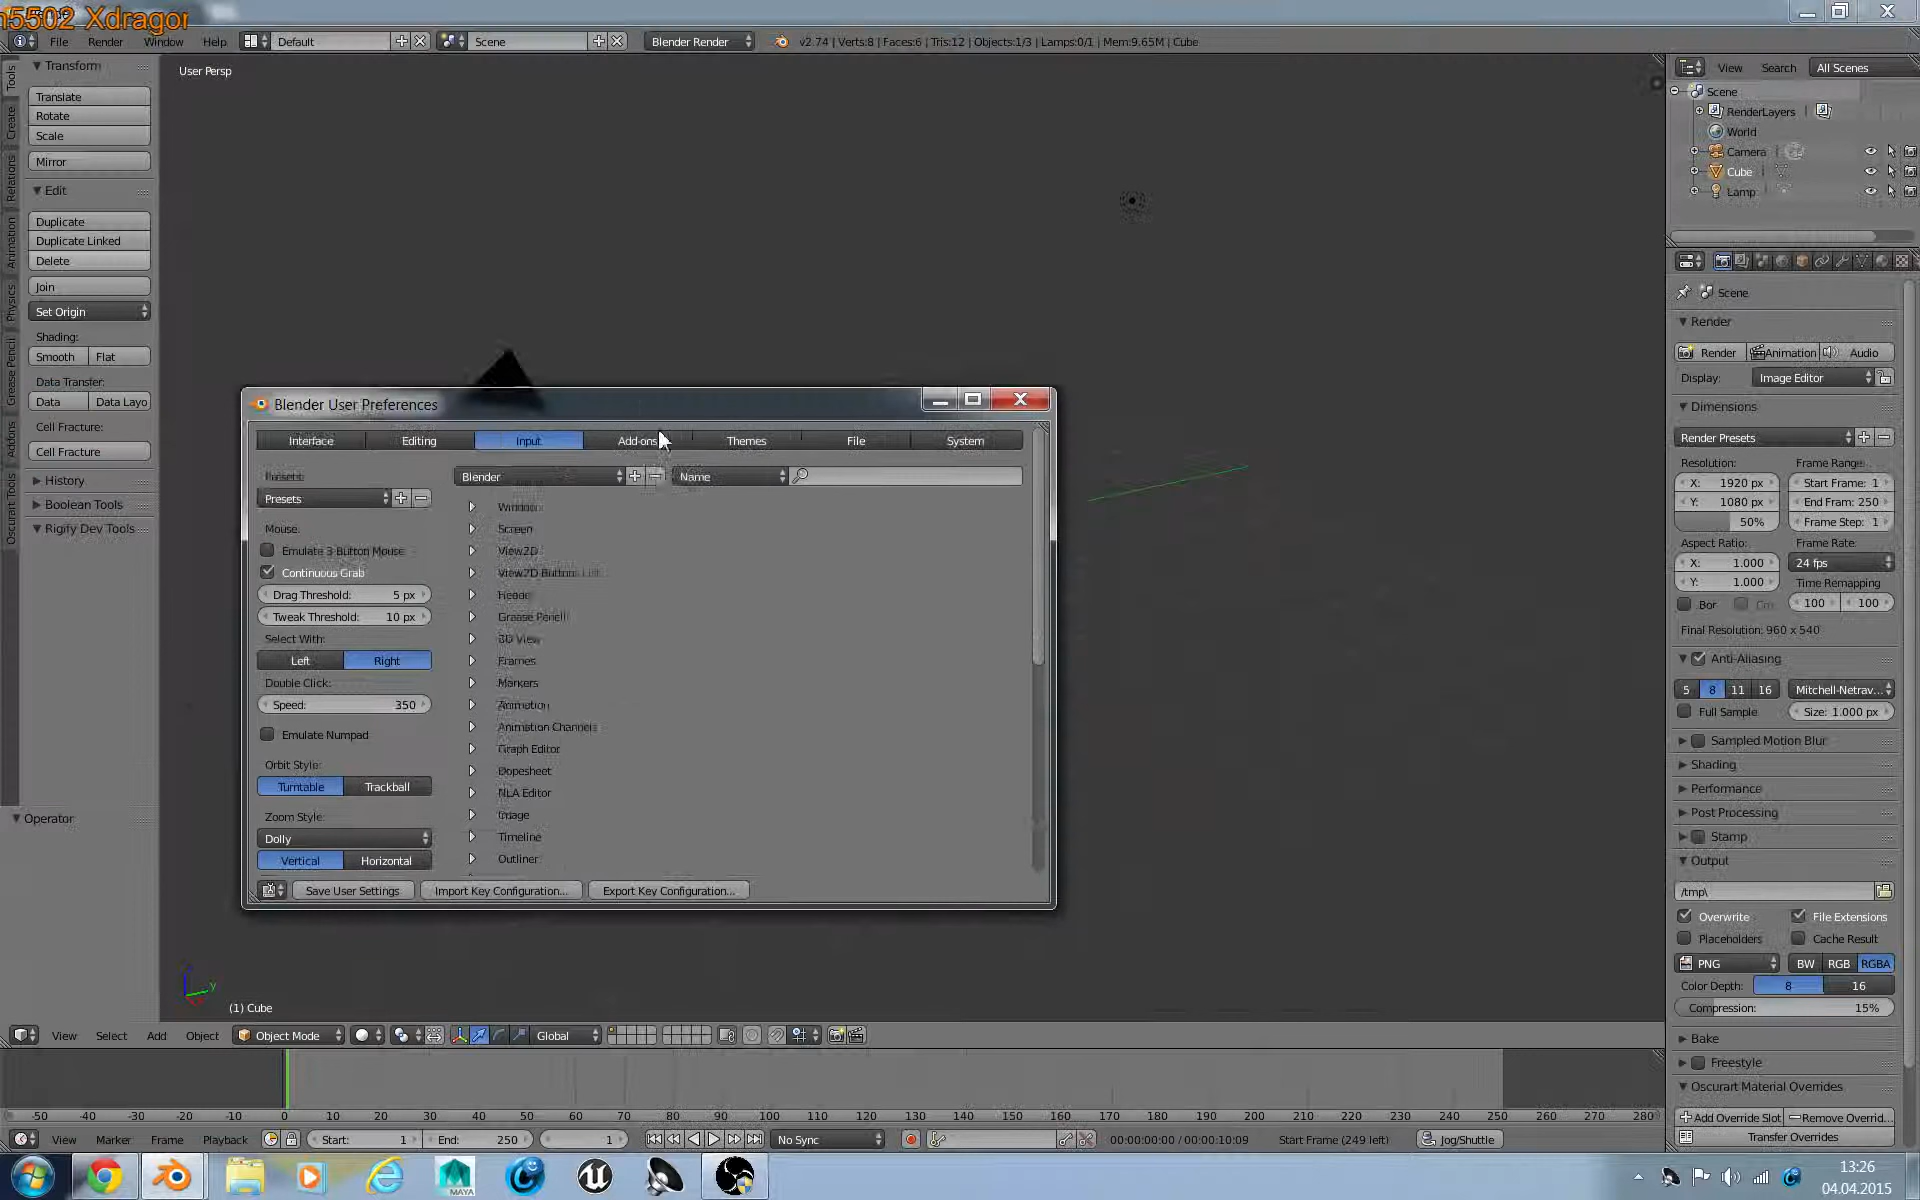 n5502 Xdragon
File Render Window Help Default Scene Blender Render v2.74 | Verts:8 | Faces:6 | Tris:12 | Objects:1/3 | Lamps:0/1 | Mem:9.65M | Cube
Tools
Create
Relations
Animation
Physics
Grease Pencil
Addons
Oscurart Tools
Transform
Translate
Rotate
Scale
Mirror
Edit
Duplicate
Duplicate Linked
Delete
Join
Set Origin
Shading:
Smooth Flat
Data Transfer:
Data Data Layo
Cell Fracture:
Cell Fracture
History
Boolean Tools
Rigify Dev Tools
Operator
User Persp
Blender User Preferences
Interface Editing Input Add-ons Themes File System
Presets:
Presets
Mouse:
Emulate 3 Button Mouse
Continuous Grab
Drag Threshold: 5 px
Tweak Threshold: 10 px
Select With:
Left Right
Double Click:
Speed: 350
Emulate Numpad
Orbit Style:
Turntable Trackball
Zoom Style:
Dolly
Vertical Horizontal
Blender Name
Window
Screen
View2D
View2D Buttons List
Header
Grease Pencil
3D View
Frames
Markers
Animation
Animation Channels
Graph Editor
Dopesheet
NLA Editor
Image
Timeline
Outliner
Save User Settings Import Key Configuration... Export Key Configuration...
y
(1) Cube
View Select Add Object Object Mode Global
View Search All Scenes
Scene
RenderLayers
World
Camera
Cube
Lamp
Scene
Render
Render Animation Audio
Display: Image Editor
Dimensions
Render Presets
Resolution: Frame Range:
X: 1920 px Start Frame: 1
Y: 1080 px End Fram: 250
50% Frame Step: 1
Aspect Ratio: Frame Rate:
X: 1.000 24 fps
Y: 1.000 Time Remapping
Bor 100 100
Final Resolution: 960 x 540
Anti-Aliasing
5 8 11 16 Mitchell-Netrav...
Full Sample Size: 1.000 px
Sampled Motion Blur
Shading
Performance
Post Processing
Stamp
Output
/tmp\
Overwrite File Extensions
Placeholders Cache Result
PNG BW RGB RGBA
Color Depth: 8 16
Compression: 15%
Bake
Freestyle
Oscurart Material Overrides
Add Override Slot Remove Overrid...
Transfer Overrides
-50 -40 -30 -20 -10 0 10 20 30 40 50 60 70 80 90 100 110 120 130 140 150 160 170 180 190 200 210 220 230 240 250 260 270 280
View Marker Frame Playback Start: 1 End: 250 1 No Sync 00:00:00:00 / 00:00:10:09 Start Frame (249 left) Jog/Shuttle
MAYA
13:26
04.04.2015